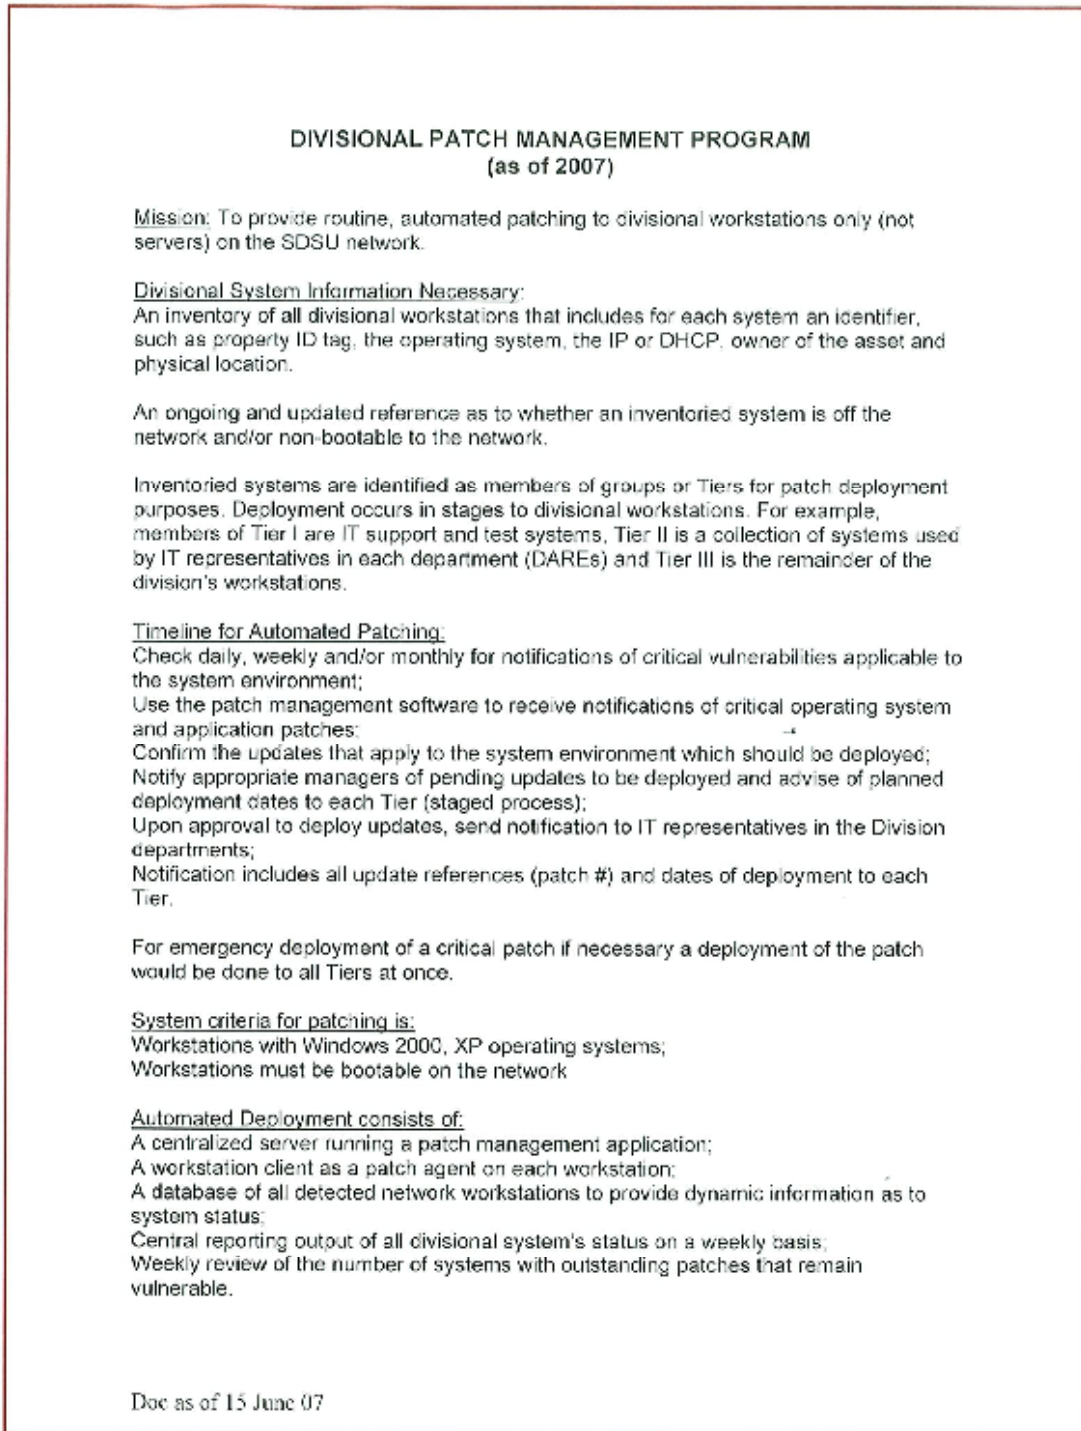 DIVISIONAL PATCH MANAGEMENT PROGRAM
(as of 2007)
Mission: To provide routine, automated patching to divisional workstations only (not
servers) on the SDSU network.
Divisional System Information Necessary:
An inventory of all divisional workstations that includes for each system an identifier,
such as property ID tag, the operating system, the IP or DHCP, owner of the asset and
physical location.
An ongoing and updated reference as to whether an inventoried system is off the
network and/or non-bootable to the network.
Inventoried systems are identified as members of groups or Tiers for patch deployment
purposes. Deployment occurs in stages to divisional workstations. For example,
members of Tier I are IT support and test systems, Tier II is a collection of systems used
by IT representatives in each department (DAREs) and Tier III is the remainder of the
division's workstations.
Timeline for Automated Patching:
Check daily, weekly and/or monthly for notifications of critical vulnerabilities applicable to
the system environment;
Use the patch management software to receive notifications of critical operating system
and application patches;
Confirm the updates that apply to the system environment which should be deployed;
Notify appropriate managers of pending updates to be deployed and advise of planned
deployment dates to each Tier (staged process);
Upon approval to deploy updates, send notification to IT representatives in the Division
departments;
Notification includes all update references (patch #) and dates of deployment to each
Tier.
For emergency deployment of a critical patch if necessary a deployment of the patch
would be done to all Tiers at once.
System criteria for patching is:
Workstations with Windows 2000, XP operating systems;
Workstations must be bootable on the network
Automated Deployment consists of:
A centralized server running a patch management application;
A workstation client as a patch agent on each workstation;
A database of all detected network workstations to provide dynamic information as to
system status;
Central reporting output of all divisional system's status on a weekly basis;
Weekly review of the number of systems with outstanding patches that remain
vulnerable.
Doc as of 15 June 07